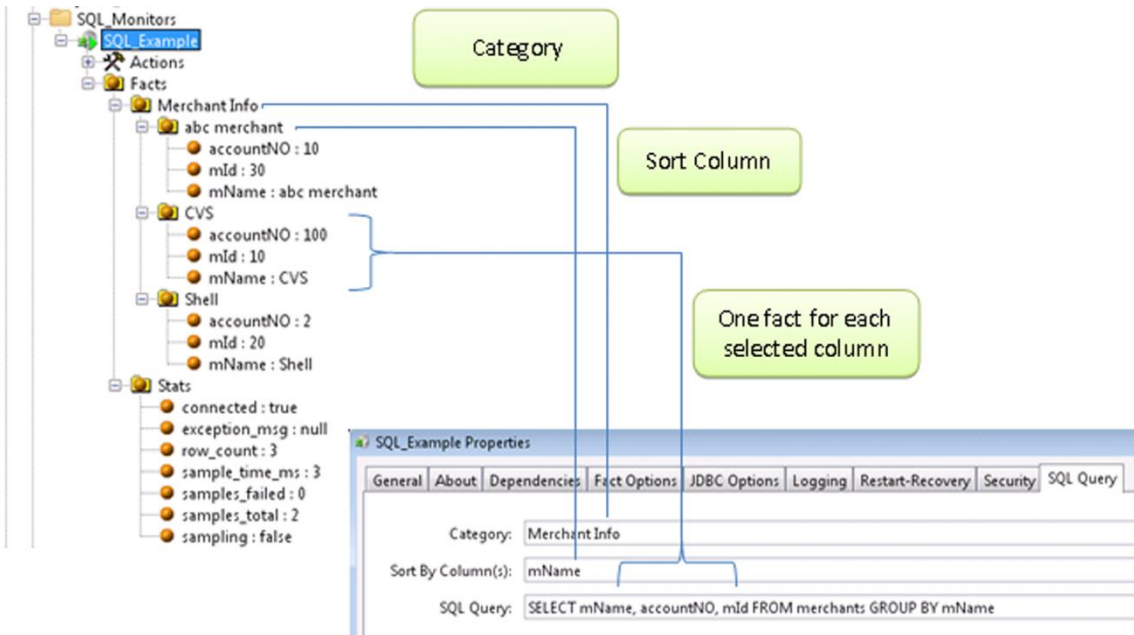 SQL_Monitors
SQL_Example
Actions
Facts
Merchant Info
abc merchant
accountNO : 10
mId : 30
mName : abc merchant
CVS
accountNO : 100
mId : 10
mName : CVS
Shell
accountNO : 2
mId : 20
mName : Shell
Stats
connected : true
exception_msg : null
row_count : 3
sample_time_ms : 3
samples_failed : 0
samples_total : 2
sampling : false
Category
Sort Column
One fact for each
selected column
SQL_Example Properties
General About Dependencies Fact Options JDBC Options Logging Restart-Recovery Security SQL Query
Category: Merchant Info
Sort By Column(s): mName
SQL Query: SELECT mName, accountNO, mId FROM merchants GROUP BY mName